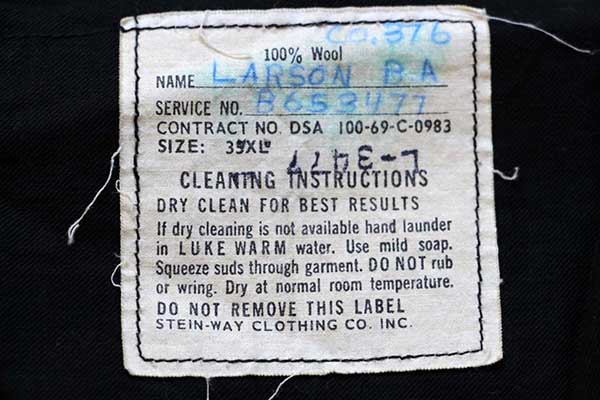 CO. 376
100% Wool
NAME LARSON B A
SERVICE NO. B653477
CONTRACT NO. DSA 100-69-C-0983
SIZE: 35XL
L-3477
CLEANING INSTRUCTIONS
DRY CLEAN FOR BEST RESULTS
If dry cleaning is not available hand launder
in LUKE WARM water. Use mild soap.
Squeeze suds through garment. DO NOT rub
or wring. Dry at normal room temperature.
DO NOT REMOVE THIS LABEL
STEIN-WAY CLOTHING CO. INC.